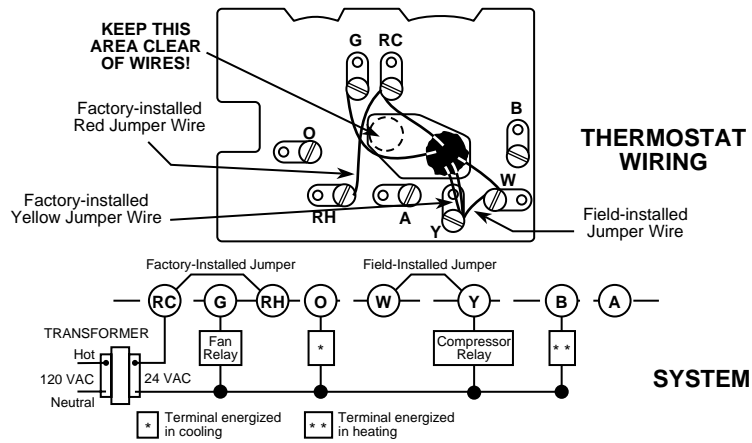 KEEP THIS
AREA CLEAR
OF WIRES!
G RC
Factory-installed
Red Jumper Wire
B
O
THERMOSTAT
WIRING
W
Factory-installed
Yellow Jumper Wire
RH
A
Y
Field-installed
Jumper Wire
Factory-Installed Jumper
Field-Installed Jumper
RC G RH O W Y B A
TRANSFORMER
Hot
120 VAC
24 VAC
Neutral
Fan
Relay
*
Compressor
Relay
* *
SYSTEM
* Terminal energized
in cooling
* * Terminal energized
in heating